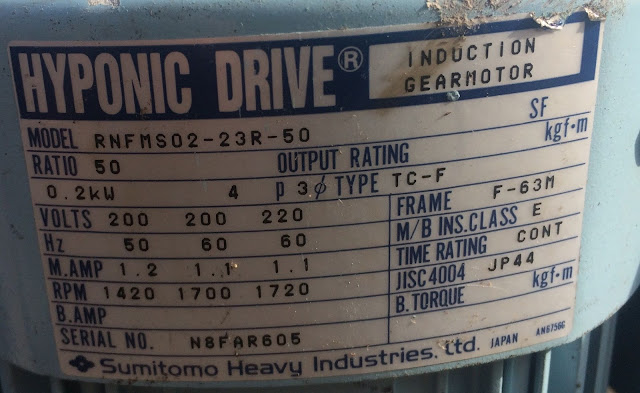 HYPONIC DRIVE® INDUCTION GEARMOTOR
MODEL RNFMS02-23R-50 SF
RATIO 50 OUTPUT RATING kgf·m
0.2kW 4 P 3φ TYPE TC-F
VOLTS 200 200 220 FRAME F-63M
Hz 50 60 60 M/B INS.CLASS E
M.AMP 1.2 1.1 1.1 TIME RATING CONT
RPM 1420 1700 1720 JISC4004 JP44
B.AMP B.TORQUE kgf·m
SERIAL NO. N8FAR605
Sumitomo Heavy Industries, Ltd. JAPAN AN6756G